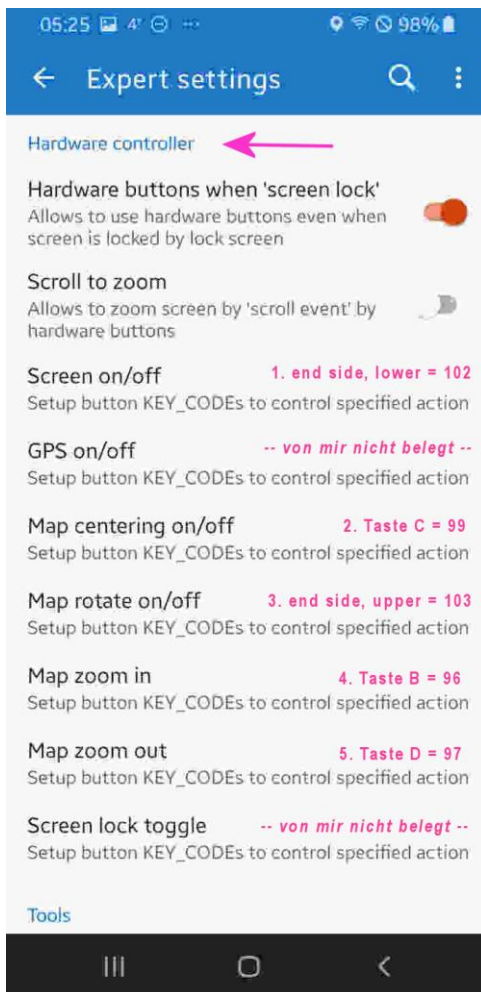 05:25 4° 98%
Expert settings
Hardware controller
Hardware buttons when 'screen lock'
Allows to use hardware buttons even when
screen is locked by lock screen
Scroll to zoom
Allows to zoom screen by 'scroll event' by
hardware buttons
Screen on/off 1. end side, lower = 102
Setup button KEY_CODEs to control specified action
GPS on/off -- von mir nicht belegt --
Setup button KEY_CODEs to control specified action
Map centering on/off 2. Taste C = 99
Setup button KEY_CODEs to control specified action
Map rotate on/off 3. end side, upper = 103
Setup button KEY_CODEs to control specified action
Map zoom in 4. Taste B = 96
Setup button KEY_CODEs to control specified action
Map zoom out 5. Taste D = 97
Setup button KEY_CODEs to control specified action
Screen lock toggle -- von mir nicht belegt --
Setup button KEY_CODEs to control specified action
Tools